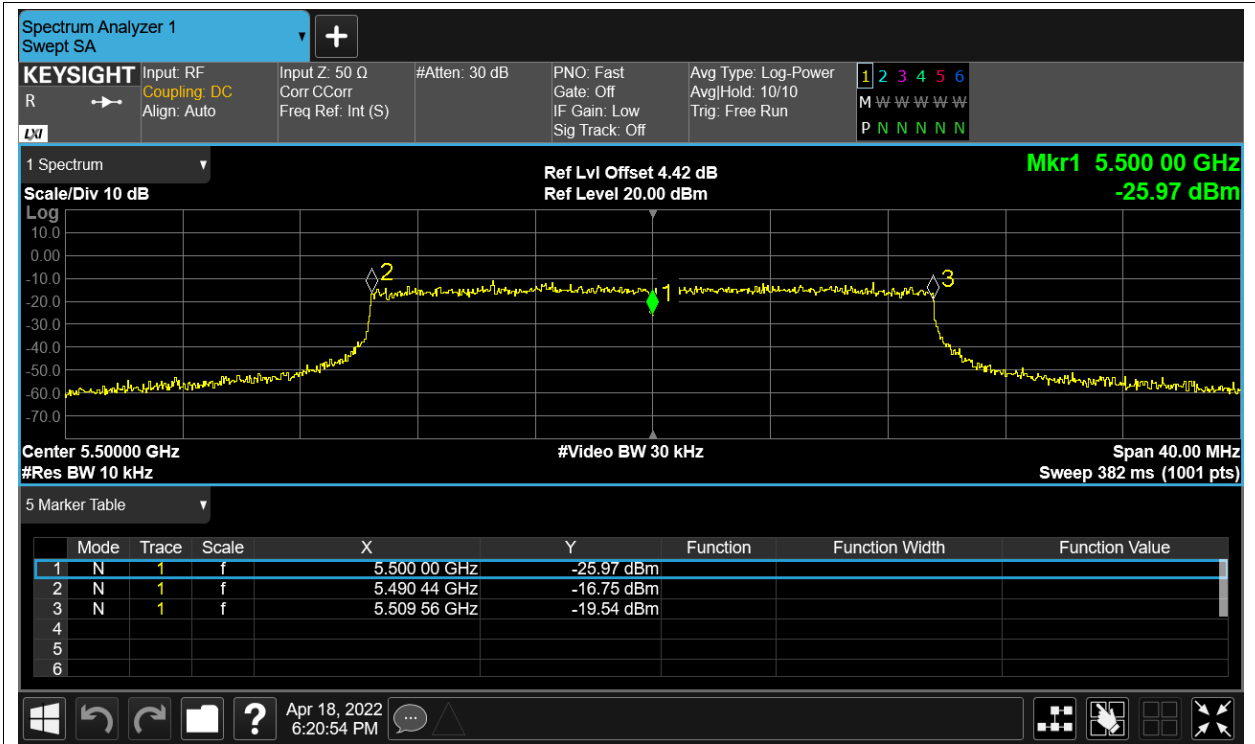 Spectrum Analyzer 1
Swept SA
KEYSIGHT
R
LXI
Input: RF
Coupling: DC
Align: Auto
Input Z: 50 Ω
Corr CCorr
Freq Ref: Int (S)
#Atten: 30 dB
PNO: Fast
Gate: Off
IF Gain: Low
Sig Track: Off
Avg Type: Log-Power
Avg|Hold: 10/10
Trig: Free Run
1 2 3 4 5 6
M W W W W W
P N N N N N
1 Spectrum
Scale/Div 10 dB
Ref Lvl Offset 4.42 dB
Ref Level 20.00 dBm
Mkr1 5.500 00 GHz
-25.97 dBm
Log
10.0
0.00
-10.0
-20.0
-30.0
-40.0
-50.0
-60.0
-70.0
2
1
3
Center 5.50000 GHz
#Video BW 30 kHz
Span 40.00 MHz
#Res BW 10 kHz
Sweep 382 ms (1001 pts)
5 Marker Table
Mode Trace Scale X Y Function Function Width Function Value
1 N 1 f 5.500 00 GHz -25.97 dBm
2 N 1 f 5.490 44 GHz -16.75 dBm
3 N 1 f 5.509 56 GHz -19.54 dBm
4
5
6
?
Apr 18, 2022
6:20:54 PM